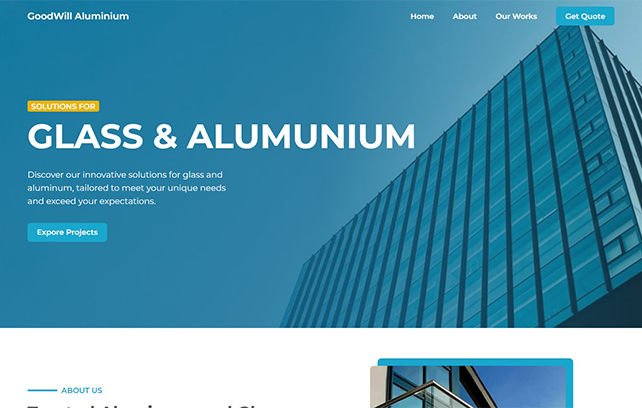 GoodWill Aluminium
Home About Our Works Get Quote
SOLUTIONS FOR
GLASS & ALUMUNIUM
Discover our innovative solutions for glass and
aluminum, tailored to meet your unique needs
and exceed your expectations.
Expore Projects
ABOUT US